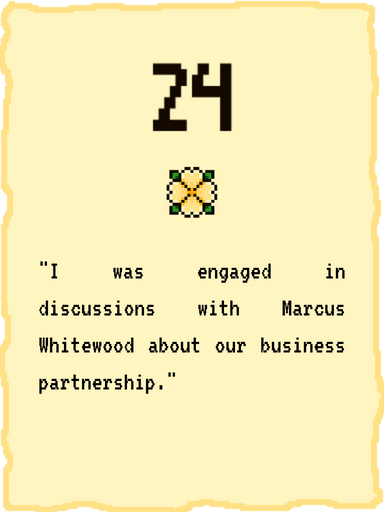 24
"I was engaged in
discussions with Marcus
Whitewood about our business
partnership."